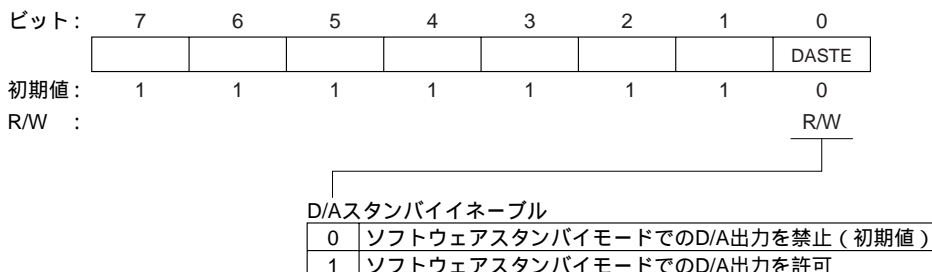 ビット : 7 6 5 4 3 2 1 0
DASTE
初期値 : 1 1 1 1 1 1 1 0
R/W : R/W
D/Aスタンバイイネーブル
0 ソフトウェアスタンバイモードでのD/A出力を禁止（初期値）
1 ソフトウェアスタンバイモードでのD/A出力を許可